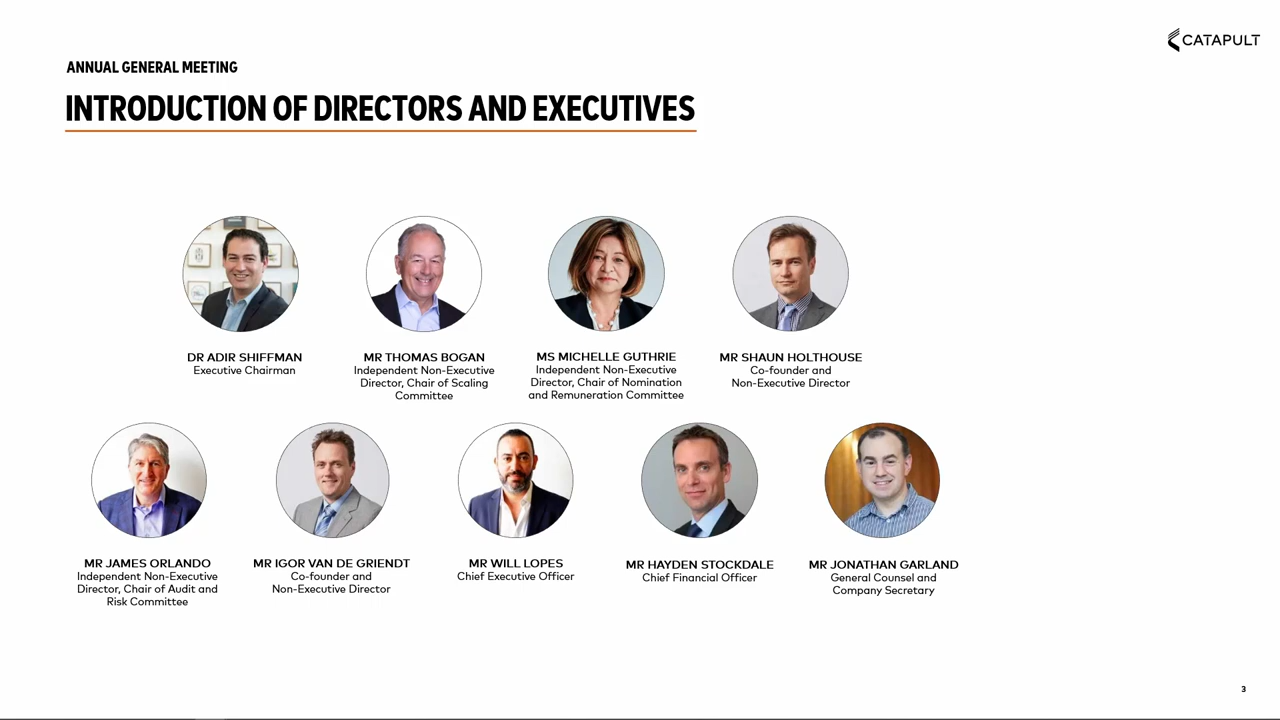 CATAPULT
ANNUAL GENERAL MEETING
INTRODUCTION OF DIRECTORS AND EXECUTIVES
DR ADIR SHIFFMAN
Executive Chairman
MR THOMAS BOGAN
Independent Non-Executive
Director, Chair of Scaling
Committee
MS MICHELLE GUTHRIE
Independent Non-Executive
Director, Chair of Nomination
and Remuneration Committee
MR SHAUN HOLTHOUSE
Co-founder and
Non-Executive Director
MR JAMES ORLANDO
Independent Non-Executive
Director, Chair of Audit and
Risk Committee
MR IGOR VAN DE GRIENDT
Co-founder and
Non-Executive Director
MR WILL LOPES
Chief Executive Officer
MR HAYDEN STOCKDALE
Chief Financial Officer
MR JONATHAN GARLAND
General Counsel and
Company Secretary
3